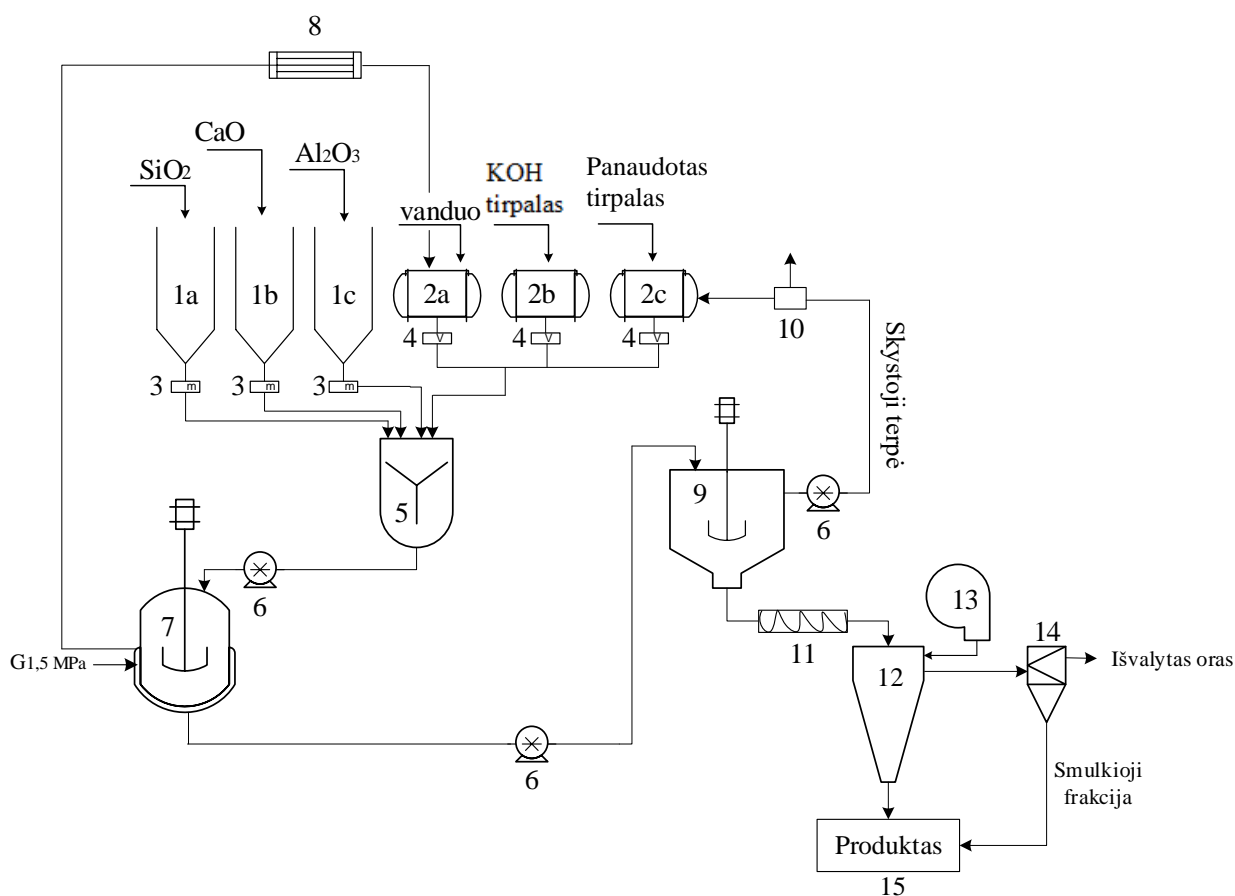 8
CaO
SiO2
Al2O3
vanduo
KOH
tirpalas
Panaudotas
tirpalas
1a
1b
1c
2a
2b
2c
10
3
3
3
m
m
m
4
4
4
V
V
V
Skystoji terpė
5
9
6
6
7
G1,5 MPa
13
14
11
12
Išvalytas oras
6
Smulkioji
frakcija
Produktas
15